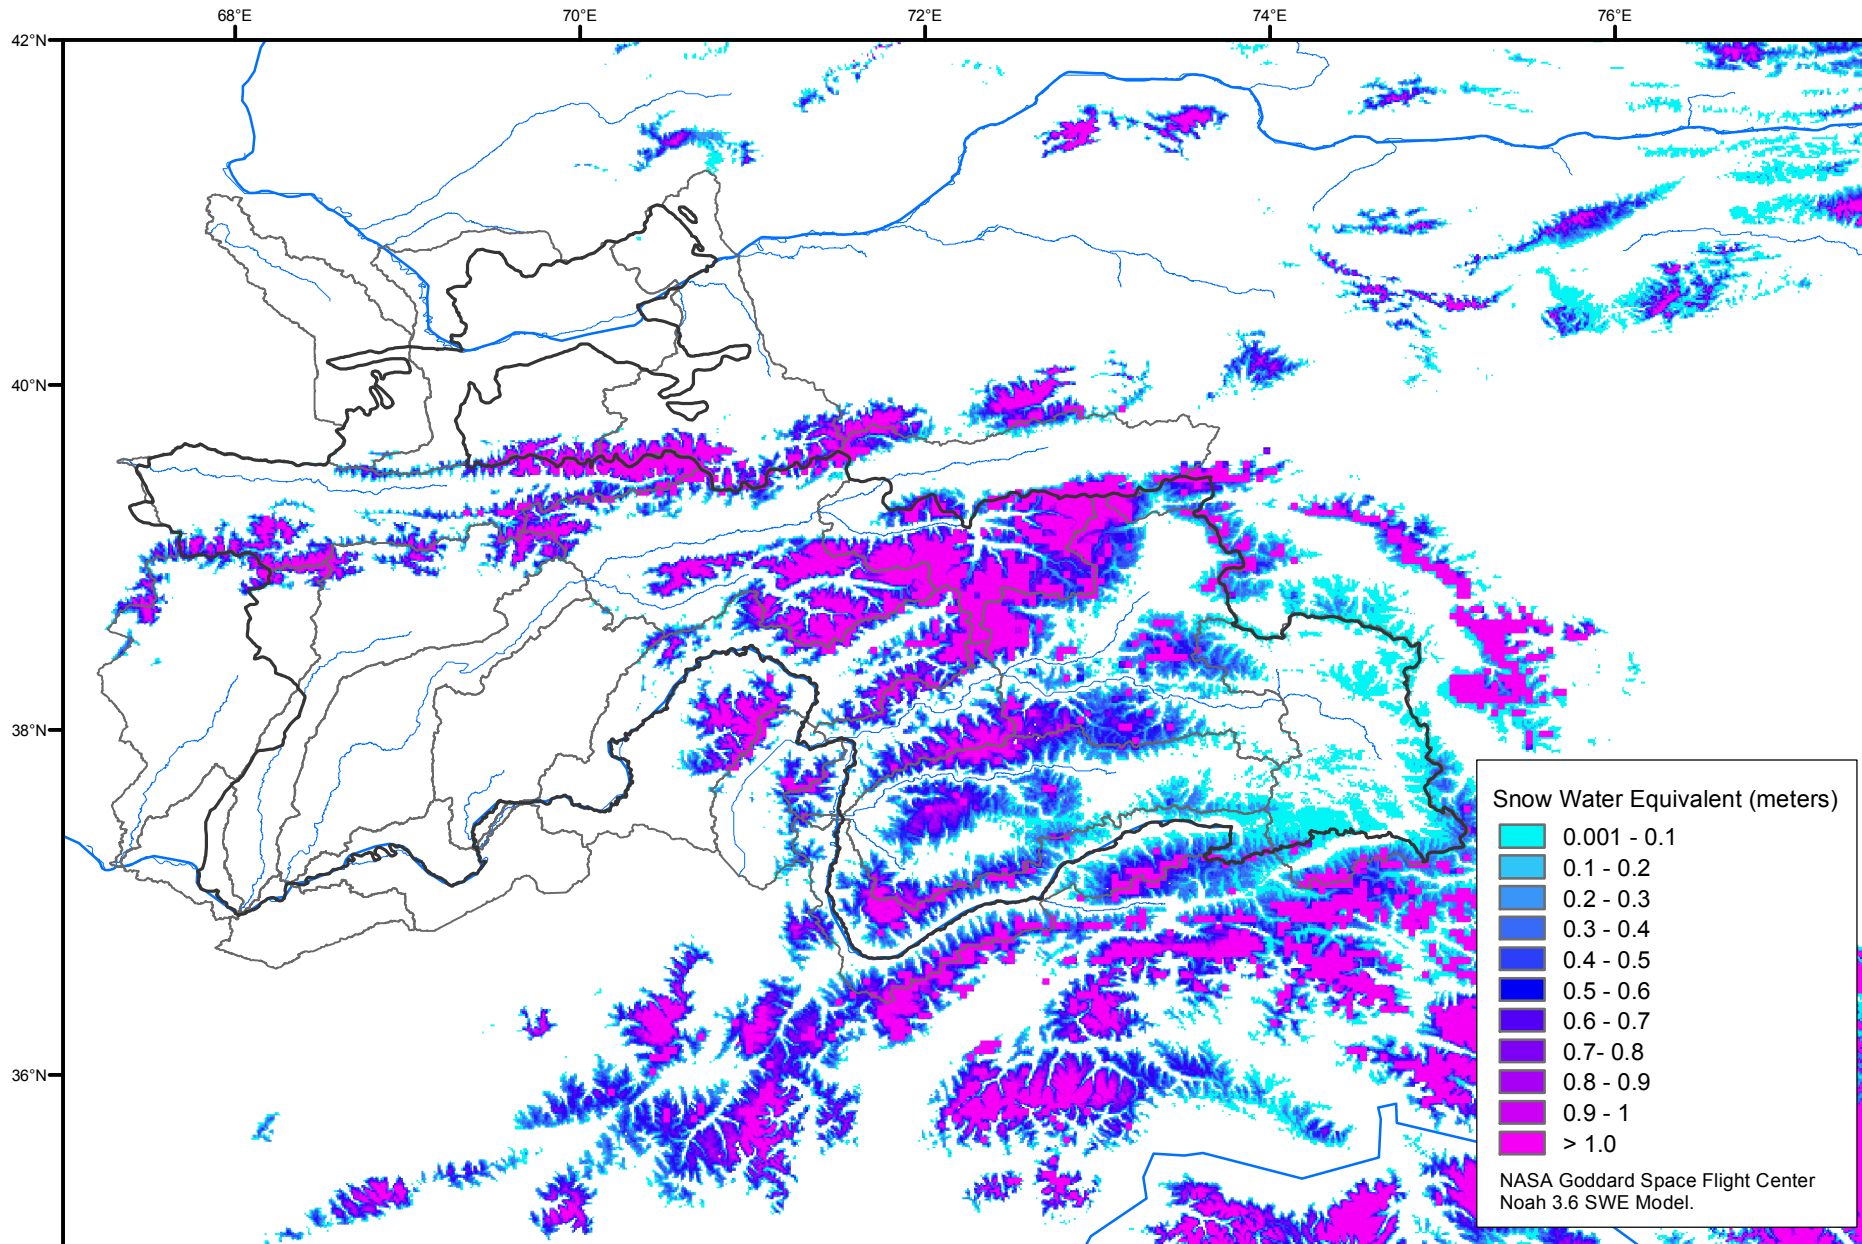 68°E 70°E 72°E 74°E 76°E
42°N
40°N
38°N
36°N
Snow Water Equivalent (meters)
0.001 - 0.1
0.1 - 0.2
0.2 - 0.3
0.3 - 0.4
0.4 - 0.5
0.5 - 0.6
0.6 - 0.7
0.7- 0.8
0.8 - 0.9
0.9 - 1
> 1.0
NASA Goddard Space Flight Center
Noah 3.6 SWE Model.